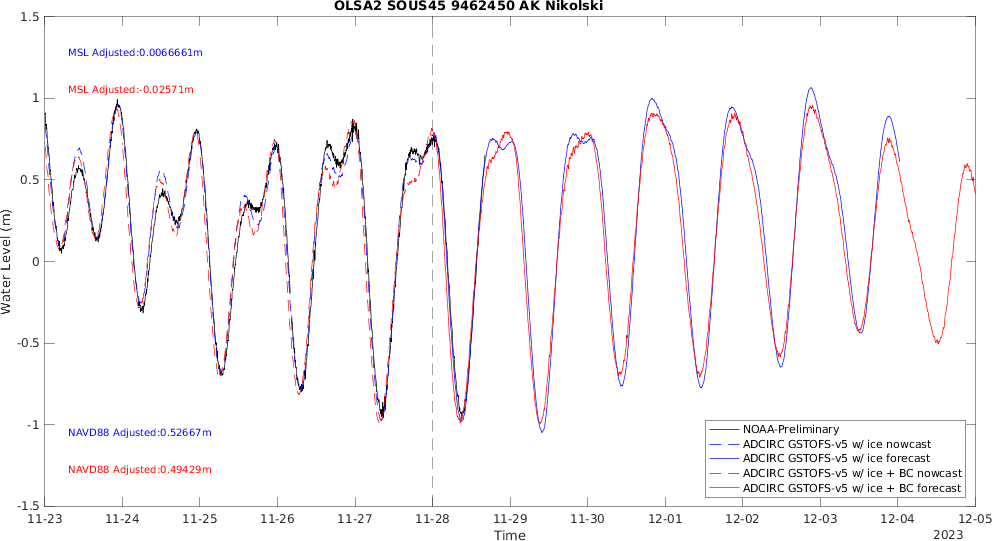 OLSA2 SOUS45 9462450 AK Nikolski
1.5
MSL Adjusted:0.0066661m
MSL Adjusted:-0.02571m
1
0.5
0
-0.5
-1
-1.5
Water Level (m)
NAVD88 Adjusted:0.52667m
NAVD88 Adjusted:0.49429m
NOAA-Preliminary
ADCIRC GSTOFS-v5 w/ ice nowcast
ADCIRC GSTOFS-v5 w/ ice forecast
ADCIRC GSTOFS-v5 w/ ice + BC nowcast
ADCIRC GSTOFS-v5 w/ ice + BC forecast
11-23 11-24 11-25 11-26 11-27 11-28 11-29 11-30 12-01 12-02 12-03 12-04 12-05
Time
2023